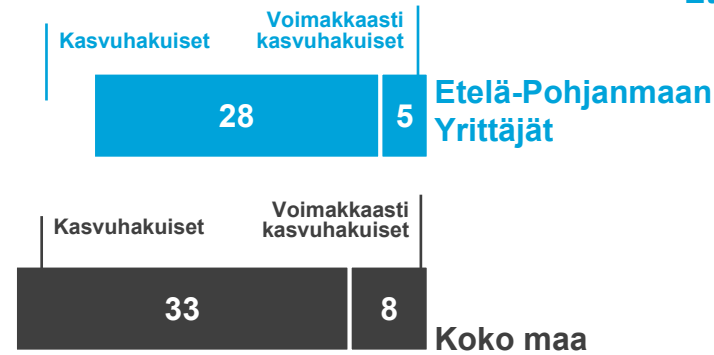 Voimakkaasti
Kasvuhakuiset kasvuhakuiset
28 5 Etelä-Pohjanmaan
Yrittäjät
Voimakkaasti
Kasvuhakuiset kasvuhakuiset
33 8
Koko maa